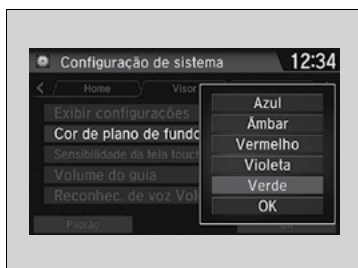 Configuração de sistema 12:34
Home Visor
Exibir configurações
Cor de plano de fundo
Sensibilidade da tela touch
Volume do guia
Reconhec. de voz Vol
Padrão OK
Azul
Âmbar
Vermelho
Violeta
Verde
OK